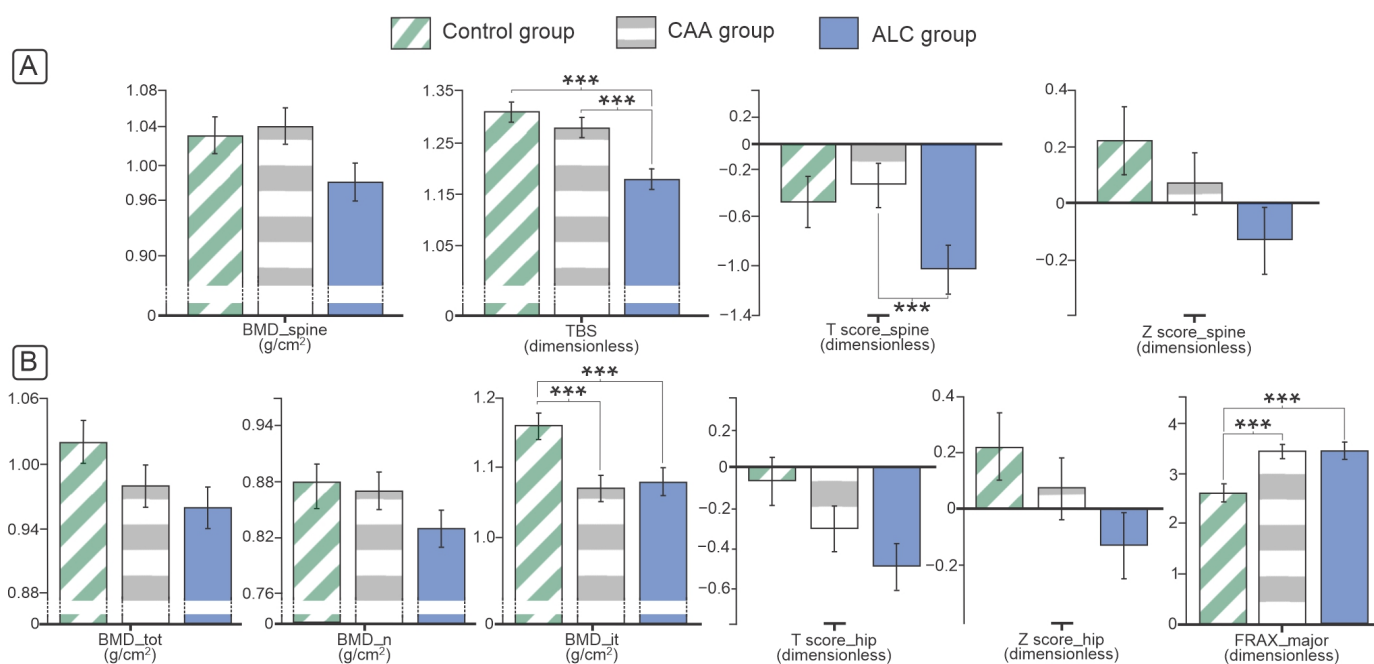 Control group CAA group ALC group
A
1.08
1.04
1.00
0.96
0.90
0
BMD_spine
(g/cm²)
1.35
1.25
1.15
1.05
0
***
***
TBS
(dimensionless)
0.2
0
−0.2
−0.6
−1.0
−1.4
***
T score_spine
(dimensionless)
0.4
0.2
0
−0.2
Z score_spine
(dimensionless)
B
1.06
1.00
0.94
0.88
0
BMD_tot
(g/cm²)
0.94
0.88
0.82
0.76
0
BMD_n
(g/cm²)
1.2
1.1
1.0
0
***
***
BMD_it
(g/cm²)
0.2
0
−0.2
−0.4
−0.6
T score_hip
(dimensionless)
0.4
0.2
0
−0.2
Z score_hip
(dimensionless)
4
3
2
1
0
***
***
FRAX_major
(dimensionless)